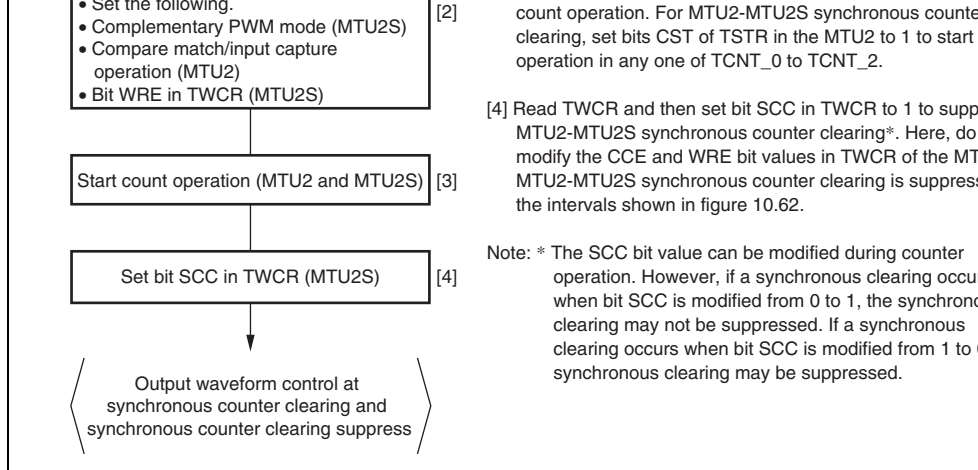 • Set the following.
• Complementary PWM mode (MTU2S)
• Compare match/input capture
operation (MTU2)
• Bit WRE in TWCR (MTU2S)
[2]
Start count operation (MTU2 and MTU2S)
[3]
Set bit SCC in TWCR (MTU2S)
[4]
Output waveform control at
synchronous counter clearing and
synchronous counter clearing suppress
count operation. For MTU2-MTU2S synchronous counte
clearing, set bits CST of TSTR in the MTU2 to 1 to start
operation in any one of TCNT_0 to TCNT_2.
[4] Read TWCR and then set bit SCC in TWCR to 1 to supp
MTU2-MTU2S synchronous counter clearing*. Here, do
modify the CCE and WRE bit values in TWCR of the MT
MTU2-MTU2S synchronous counter clearing is suppres
the intervals shown in figure 10.62.
Note: * The SCC bit value can be modified during counter
operation. However, if a synchronous clearing occu
when bit SCC is modified from 0 to 1, the synchron
clearing may not be suppressed. If a synchronous
clearing occurs when bit SCC is modified from 1 to
synchronous clearing may be suppressed.